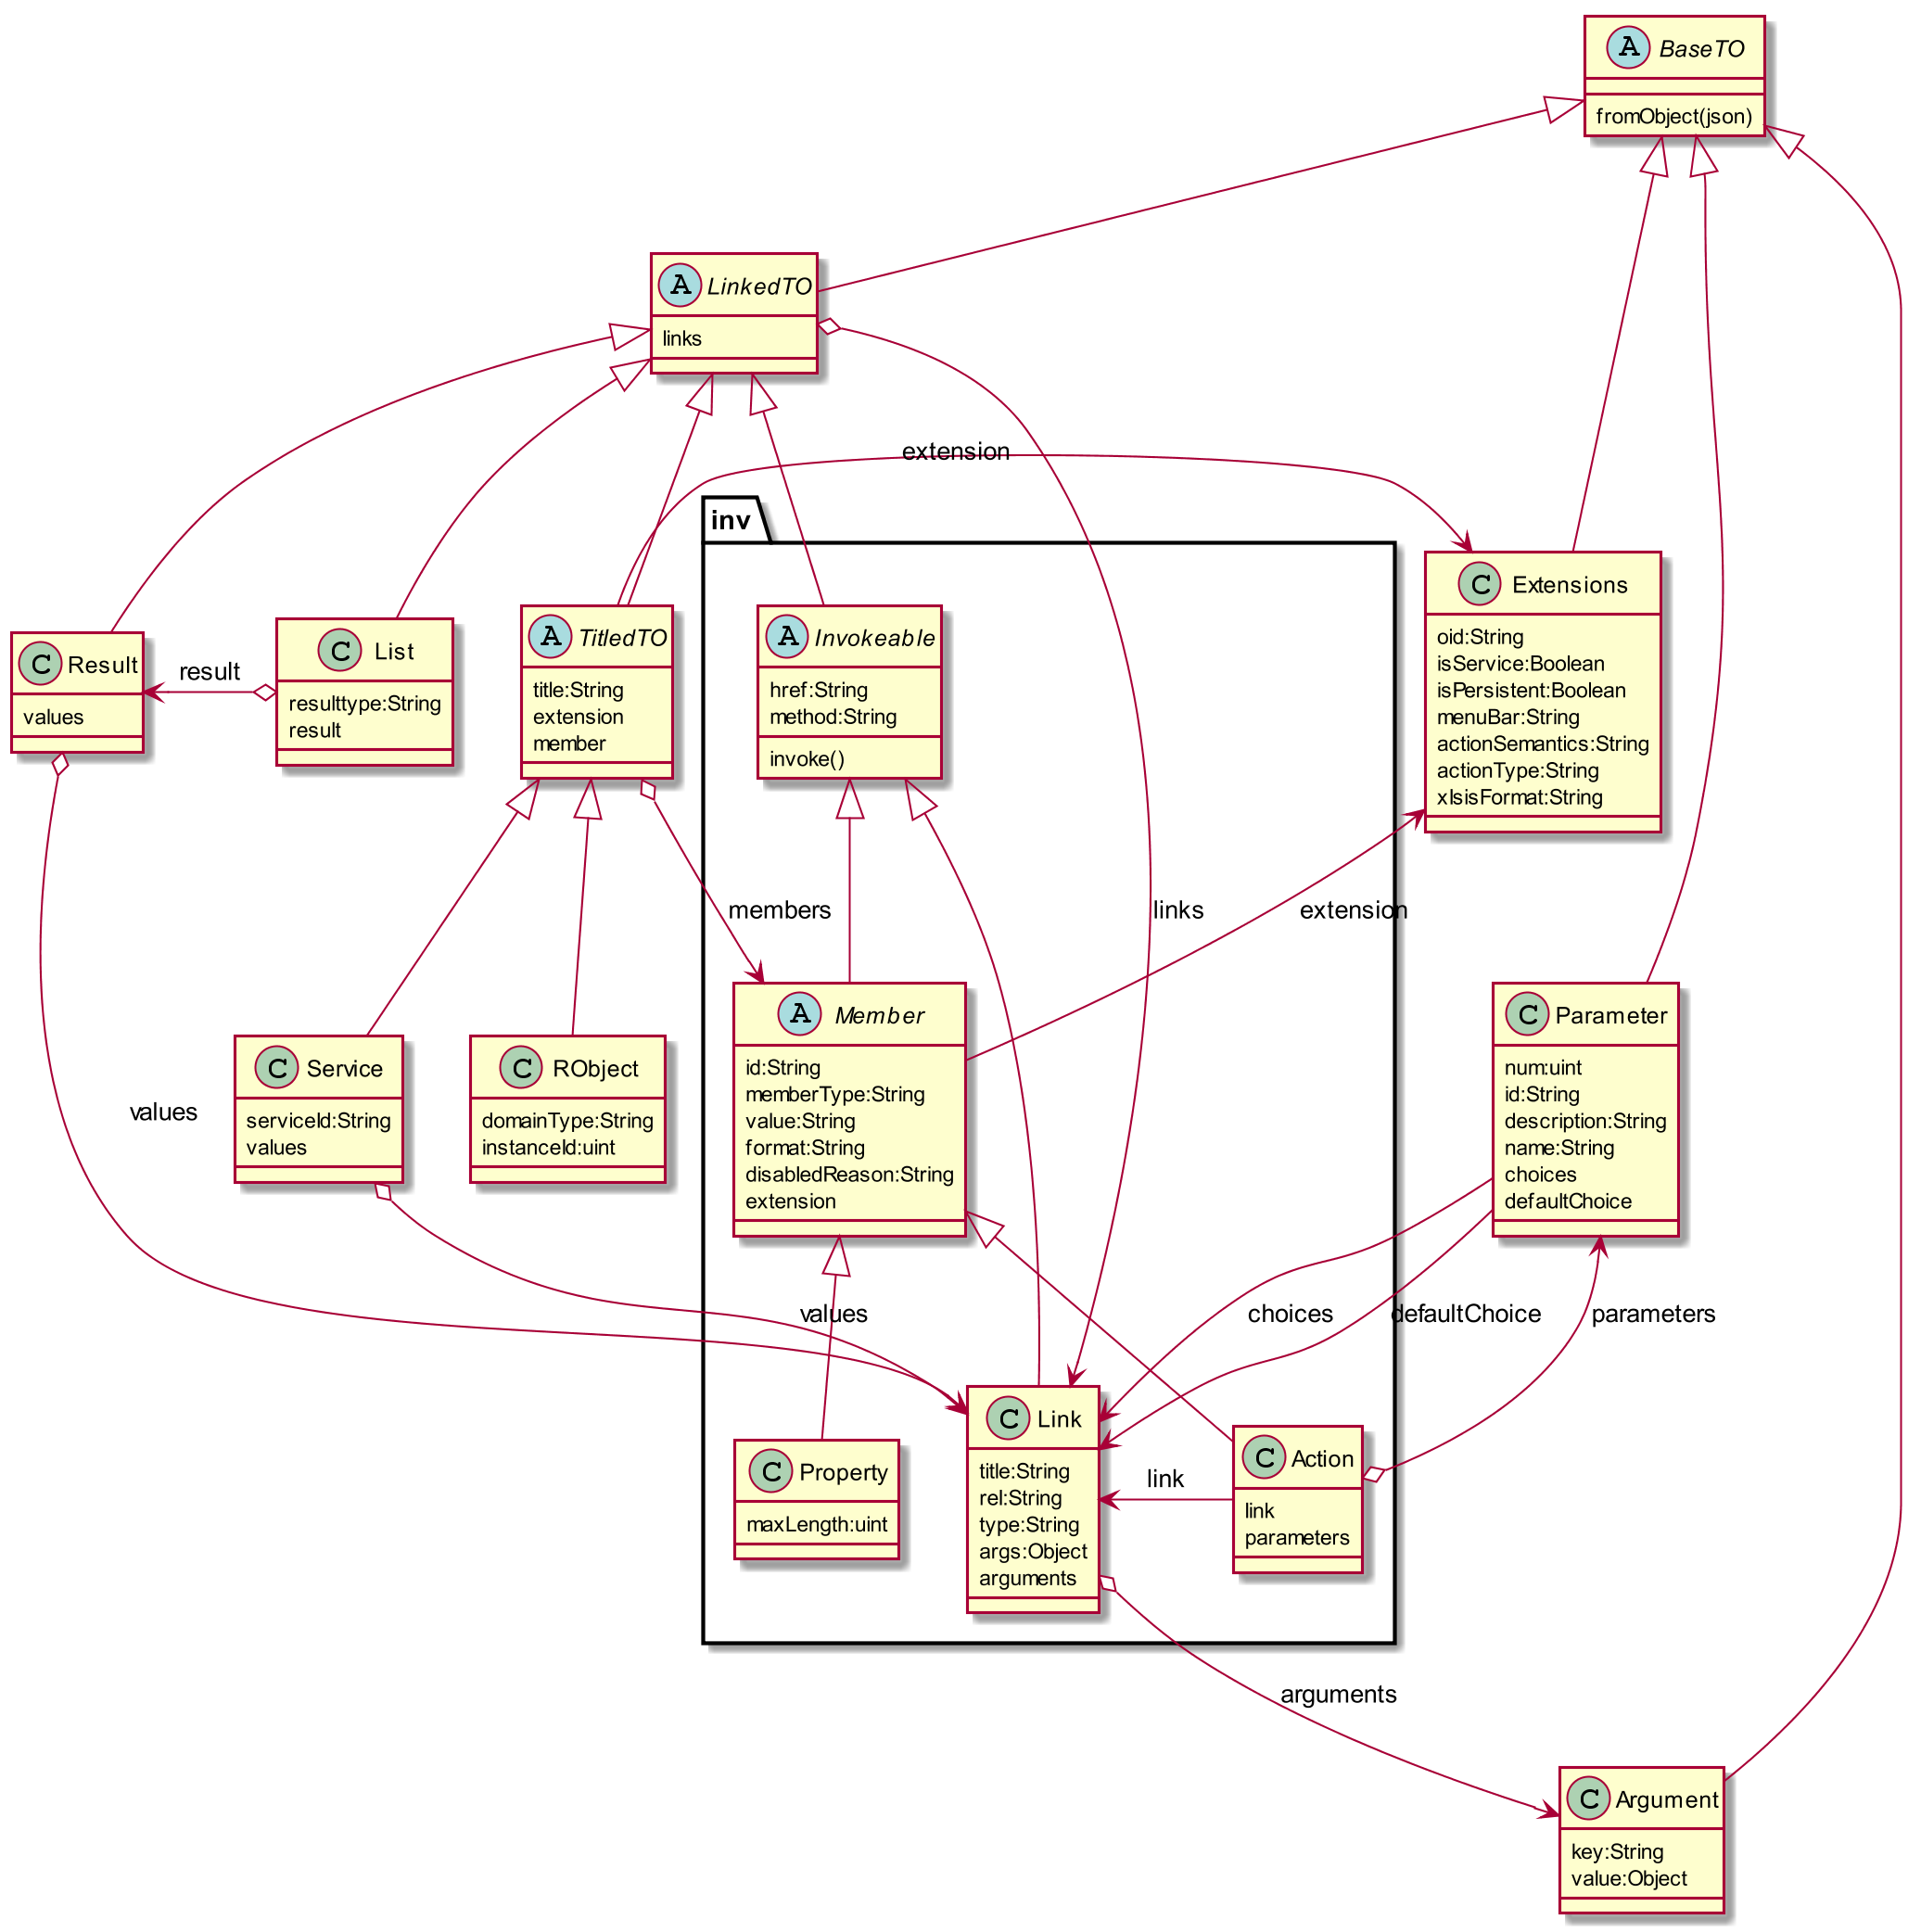 A BaseTO
fromObject(json)
A LinkedTO
links
extension
inv
C Extensions
oid:String
isService:Boolean
isPersistent:Boolean
menuBar:String
actionSemantics:String
actionType:String
xIsisFormat:String
C Result
values
result
C List
resulttype:String
result
A TitledTO
title:String
extension
member
A Invokeable
href:String
method:String
invoke()
members
links
extension
C Service
serviceId:String
values
C RObject
domainType:String
instanceId:uint
A Member
id:String
memberType:String
value:String
format:String
disabledReason:String
extension
C Parameter
num:uint
id:String
description:String
name:String
choices
defaultChoice
values
values
choices
defaultChoice
parameters
C Property
maxLength:uint
C Link
title:String
rel:String
type:String
args:Object
arguments
link
C Action
link
parameters
arguments
C Argument
key:String
value:Object